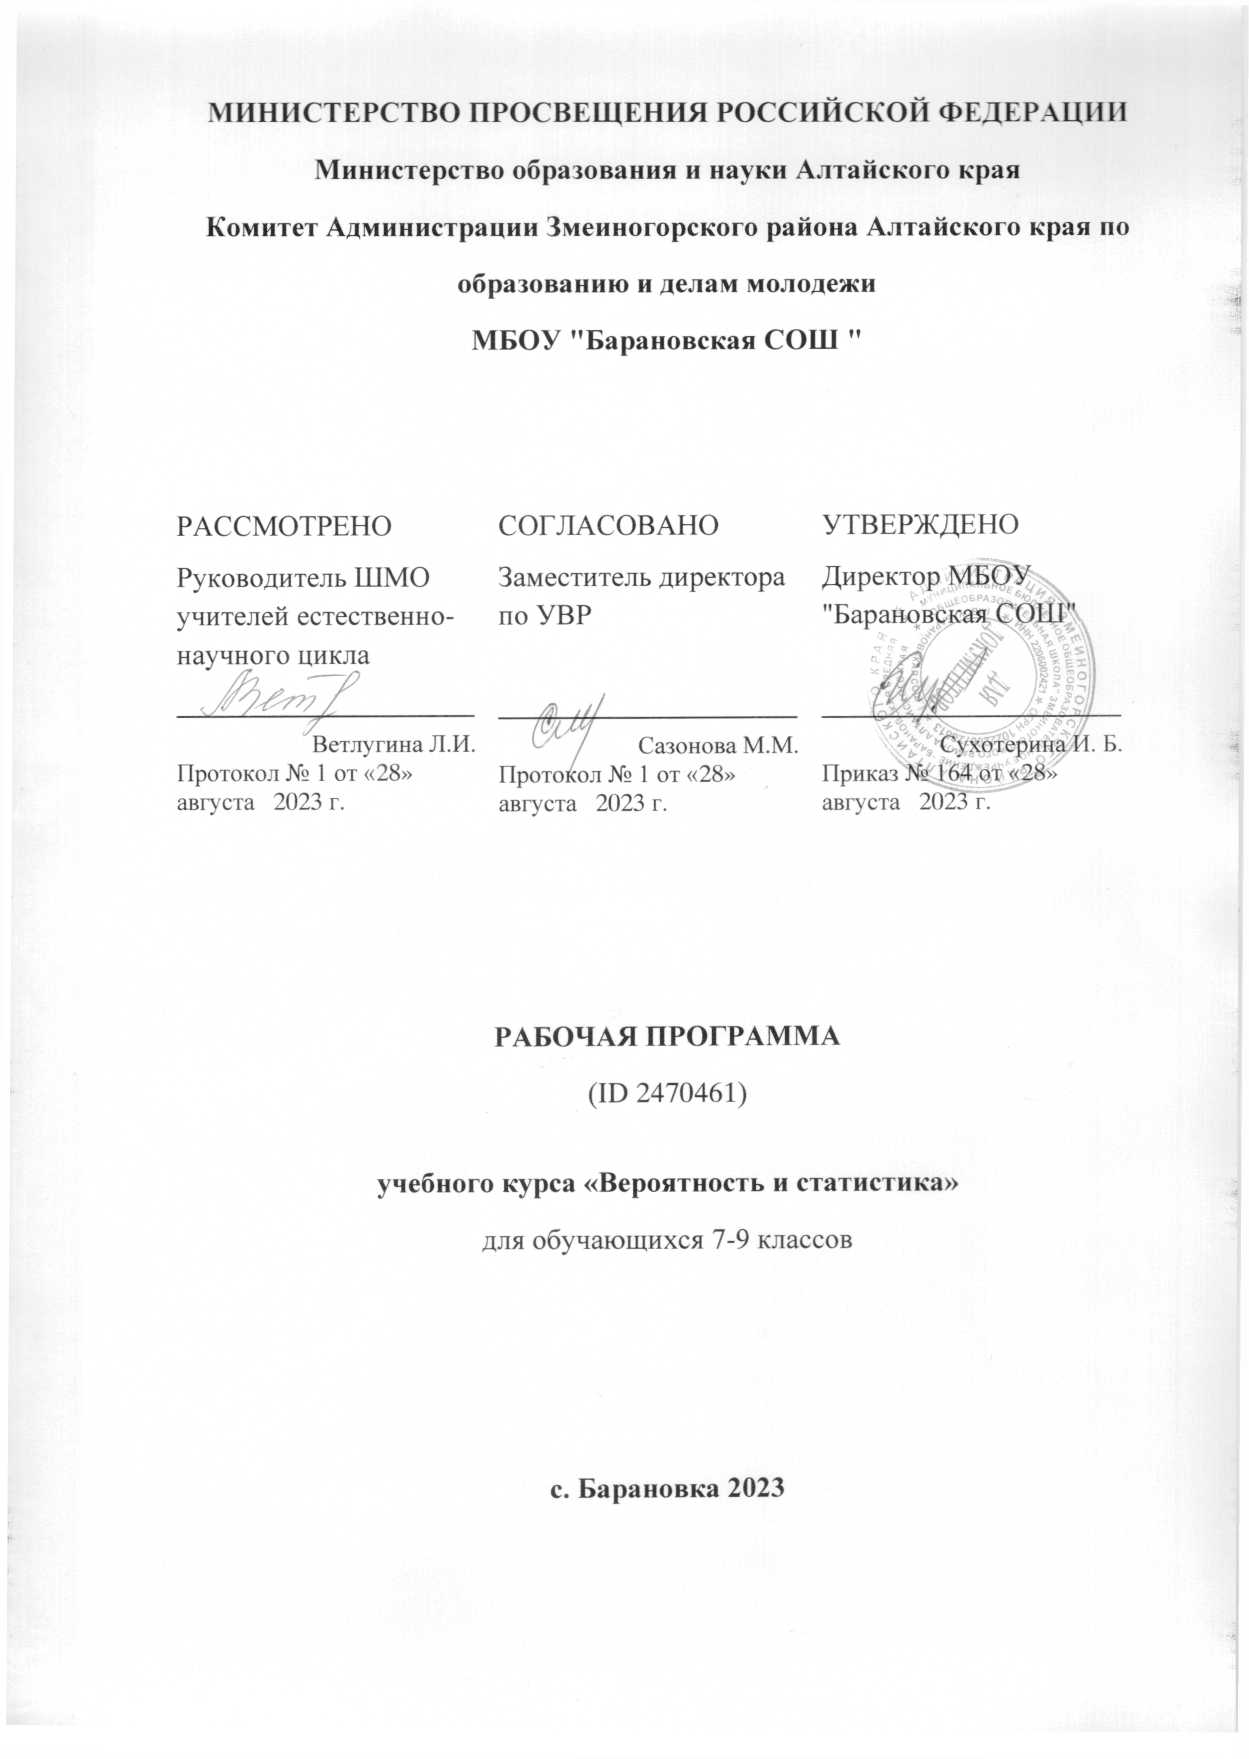 МИНИСТЕРСТВО ПРОСВЕЩЕНИЯ РОССИЙСКОЙ ФЕДЕРАЦИИ
Министерство образования и науки Алтайского края
Комитет Администрации Змеиногорского района Алтайского края по
образованию и делам молодежи
МБОУ "Барановская СОШ "
РАССМОТРЕНО
Руководитель ШМО
учителей естественно-
научного цикла
Ветлугина Л.И.
Протокол № 1 от «28»
августа 2023 г.
СОГЛАСОВАНО
Заместитель директора
по УВР
Сазонова М.М.
Протокол № 1 от «28»
августа 2023 г.
УТВЕРЖДЕНО
Директор МБОУ
"Барановская СОШ"
Сухотерина И. Б.
Приказ № 164 от «28»
августа 2023 г.
РАБОЧАЯ ПРОГРАММА
(ID 2470461)
учебного курса «Вероятность и статистика»
для обучающихся 7-9 классов
с. Барановка 2023